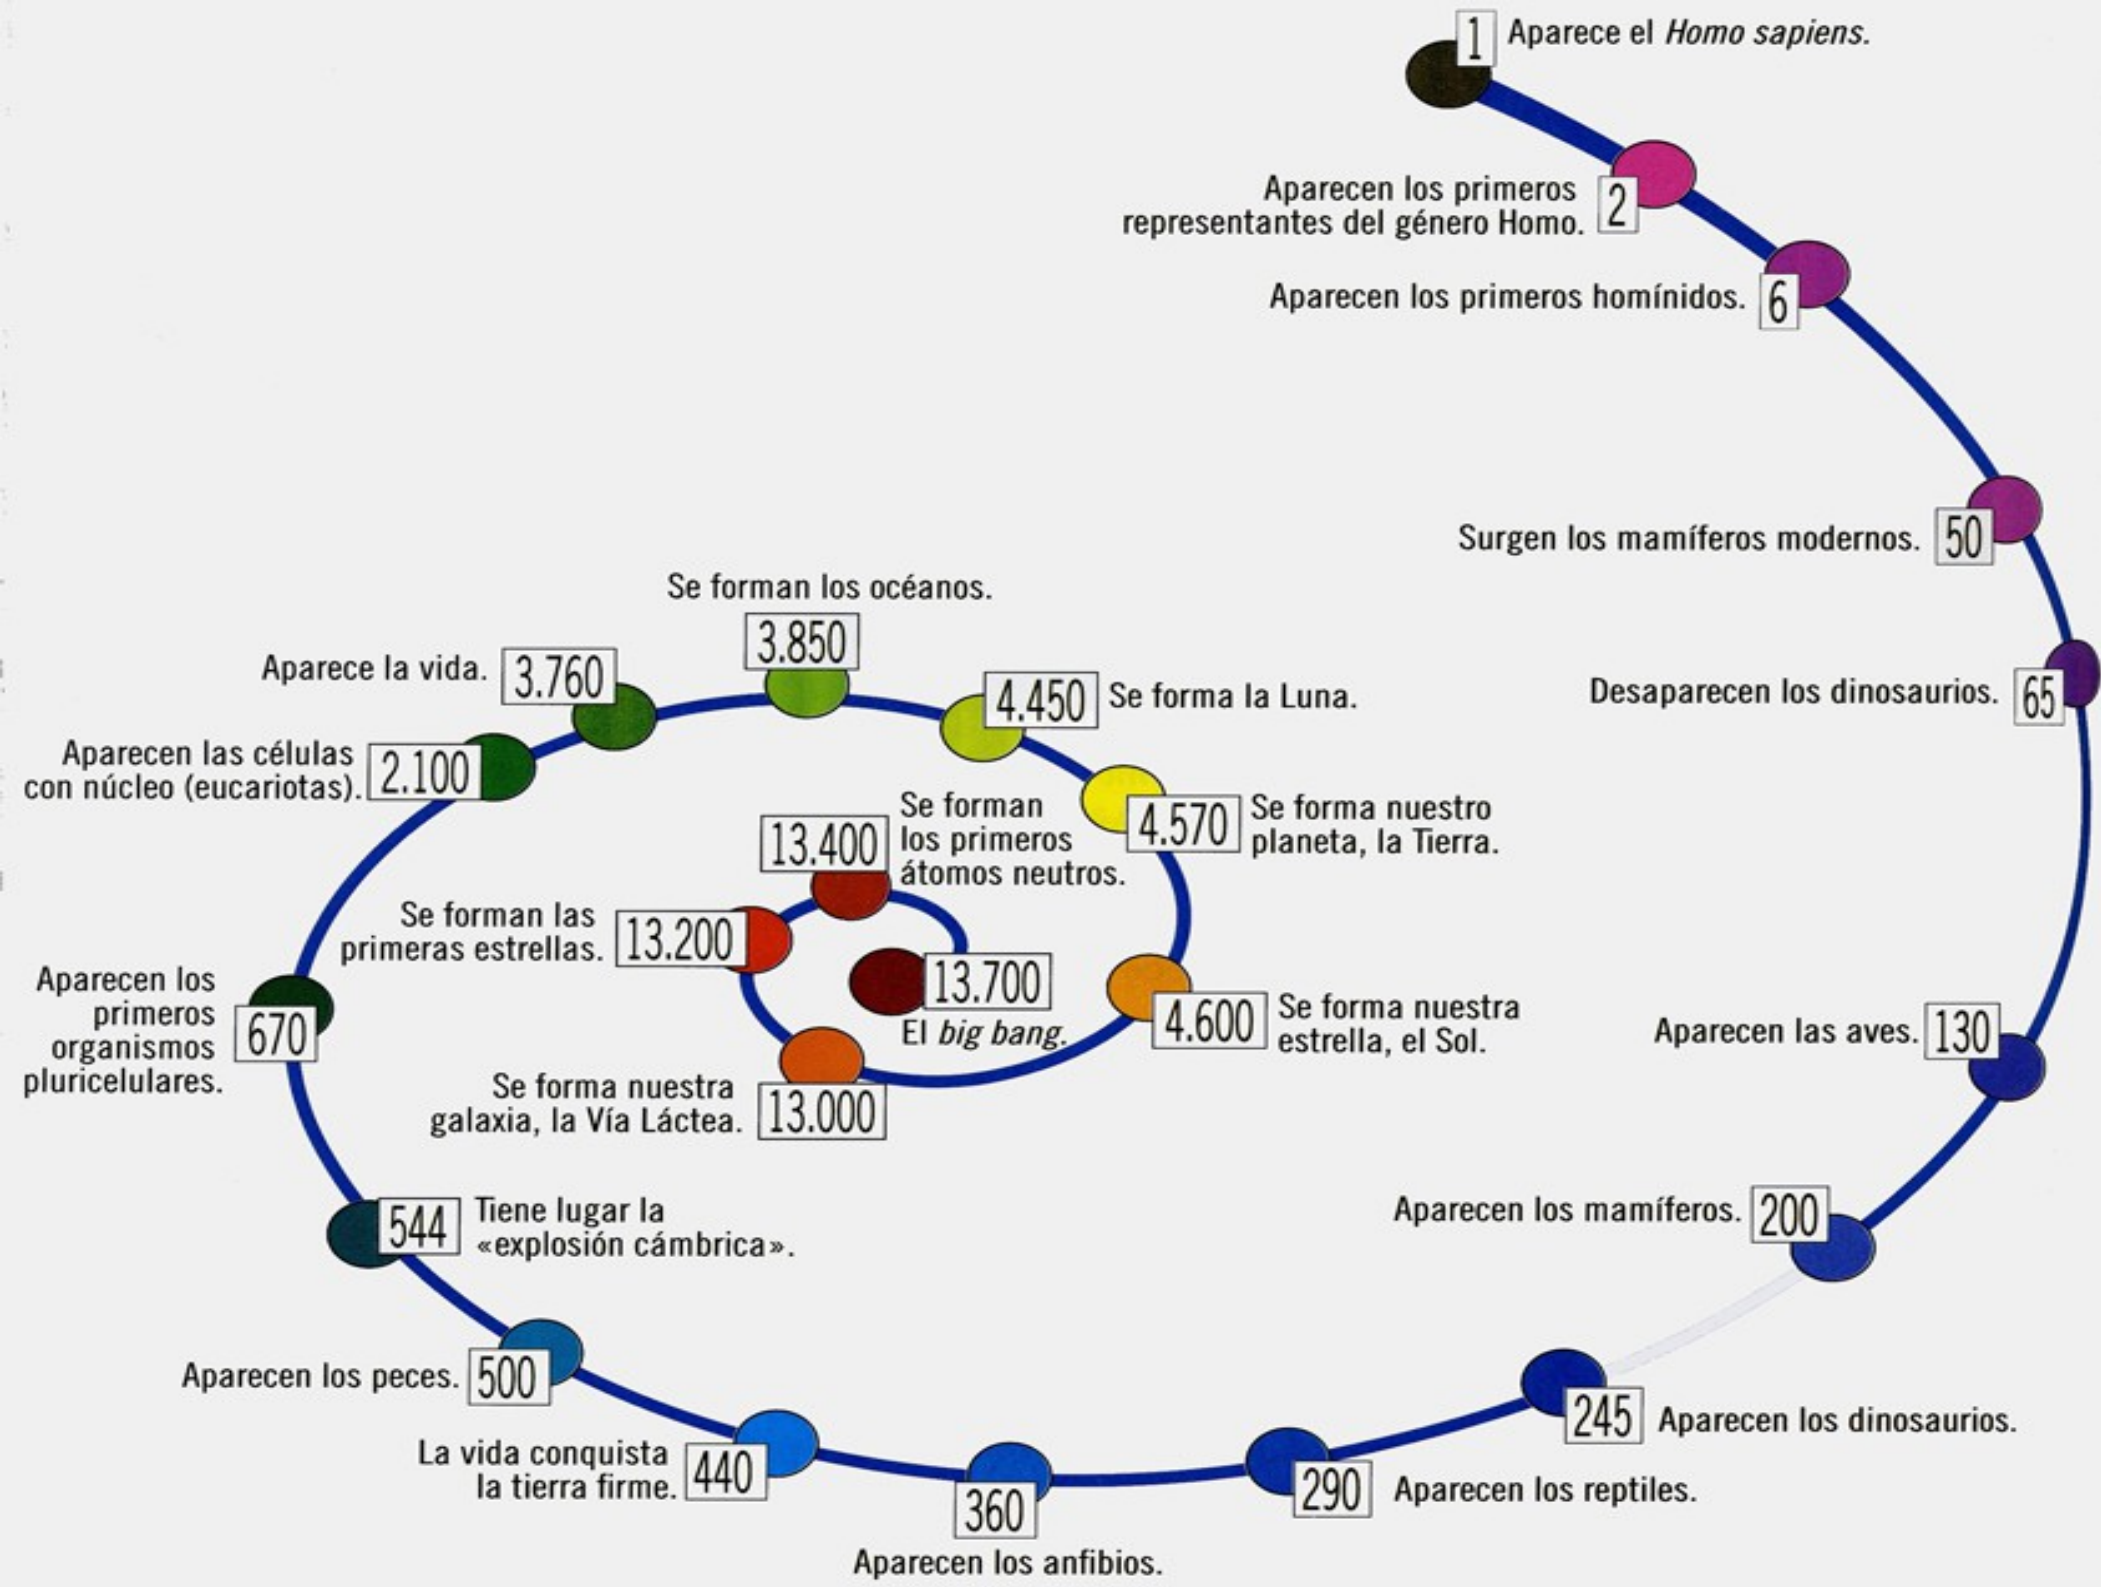 1 Aparece el Homo sapiens.
Aparecen los primeros
representantes del género Homo. 2
Aparecen los primeros homínidos. 6
Surgen los mamíferos modernos. 50
Desaparecen los dinosaurios. 65
Aparecen las aves. 130
Aparecen los mamíferos. 200
245 Aparecen los dinosaurios.
290 Aparecen los reptiles.
360
Aparecen los anfibios.
La vida conquista
la tierra firme. 440
Aparecen los peces. 500
544 Tiene lugar la
«explosión cámbrica».
Aparecen los
primeros
organismos
pluricelulares. 670
Aparecen las células
con núcleo (eucariotas). 2.100
Aparece la vida. 3.760
Se forman los océanos.
3.850
4.450 Se forma la Luna.
4.570 Se forma nuestro
planeta, la Tierra.
4.600 Se forma nuestra
estrella, el Sol.
Se forma nuestra
galaxia, la Vía Láctea. 13.000
Se forman las
primeras estrellas. 13.200
13.400 Se forman
los primeros
átomos neutros.
13.700
El big bang.